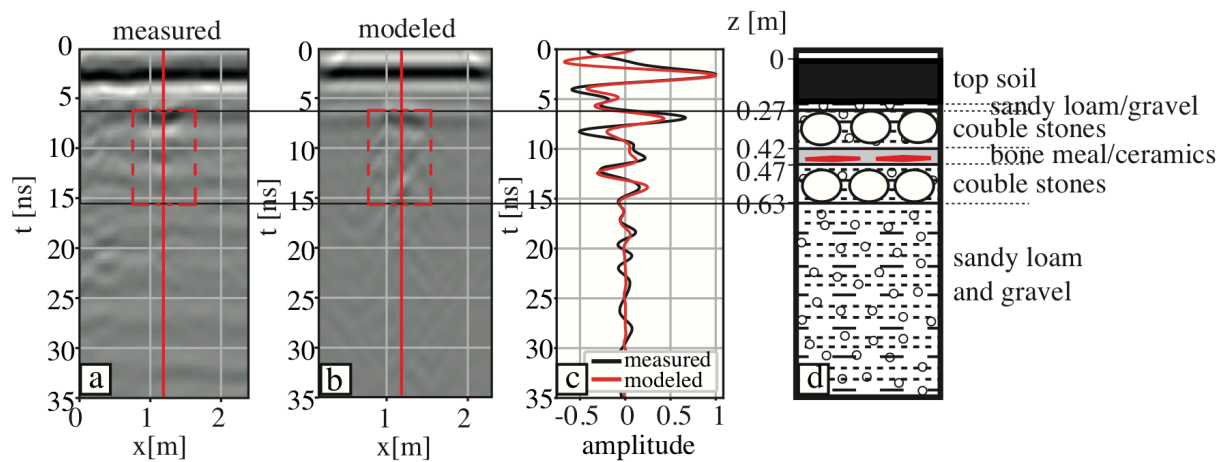 measured
modeled
z [m]
0
5
10
15
20
25
30
35
t [ns]
a
0
1
2
x[m]
0
5
10
15
20
25
30
35
t [ns]
b
1
2
x[m]
0
5
10
15
20
25
30
35
t [ns]
measured
modeled
c
-0.5
0
0.5
1
amplitude
0
0.27
0.42
0.47
0.63
d
top soil
sandy loam/gravel
couble stones
bone meal/ceramics
couble stones
sandy loam
and gravel